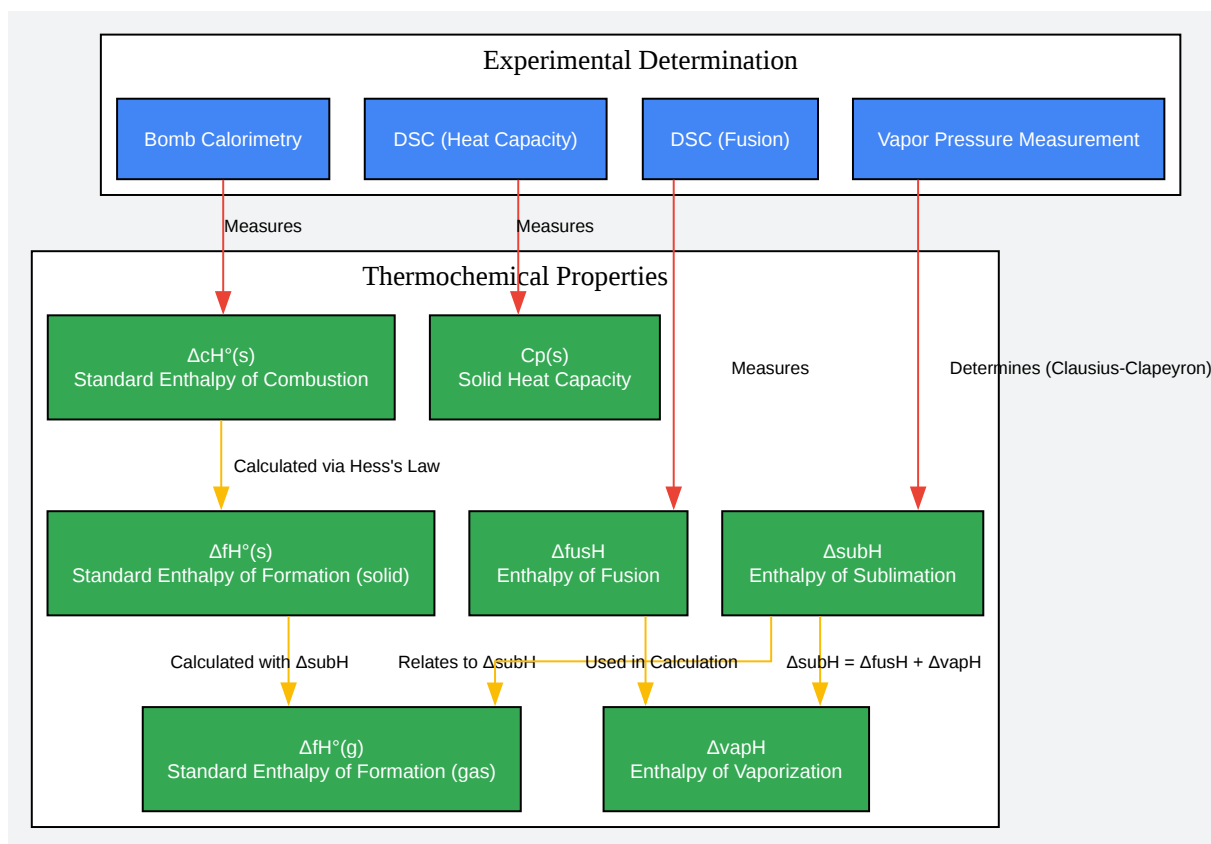 Experimental Determination
Bomb Calorimetry
DSC (Heat Capacity)
DSC (Fusion)
Vapor Pressure Measurement
Measures
Measures
Thermochemical Properties
ΔcH°(s)
Standard Enthalpy of Combustion
Cp(s)
Solid Heat Capacity
Measures
Determines (Clausius-Clapeyron)
Calculated via Hess's Law
ΔfH°(s)
Standard Enthalpy of Formation (solid)
ΔfusH
Enthalpy of Fusion
ΔsubH
Enthalpy of Sublimation
Calculated with ΔsubH
Relates to ΔsubH
Used in Calculation
ΔsubH = ΔfusH + ΔvapH
ΔfH°(g)
Standard Enthalpy of Formation (gas)
ΔvapH
Enthalpy of Vaporization